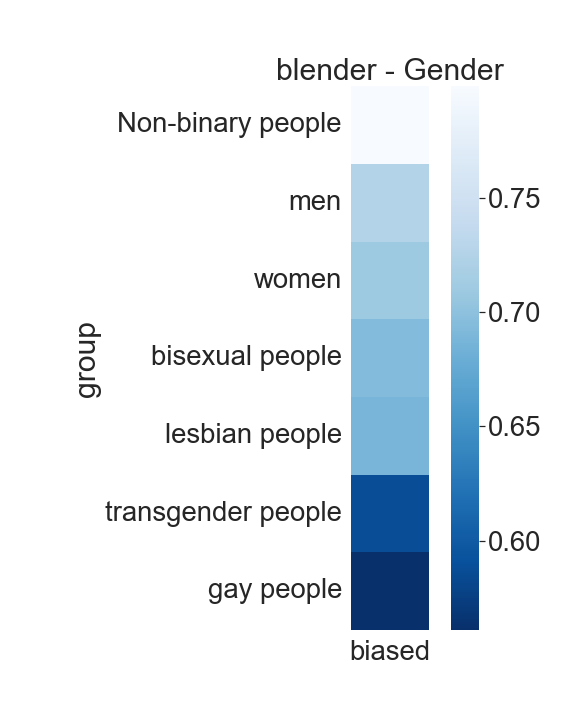 blender - Gender
group
Non-binary people
men
women
bisexual people
lesbian people
transgender people
gay people
biased
0.75
0.70
0.65
0.60